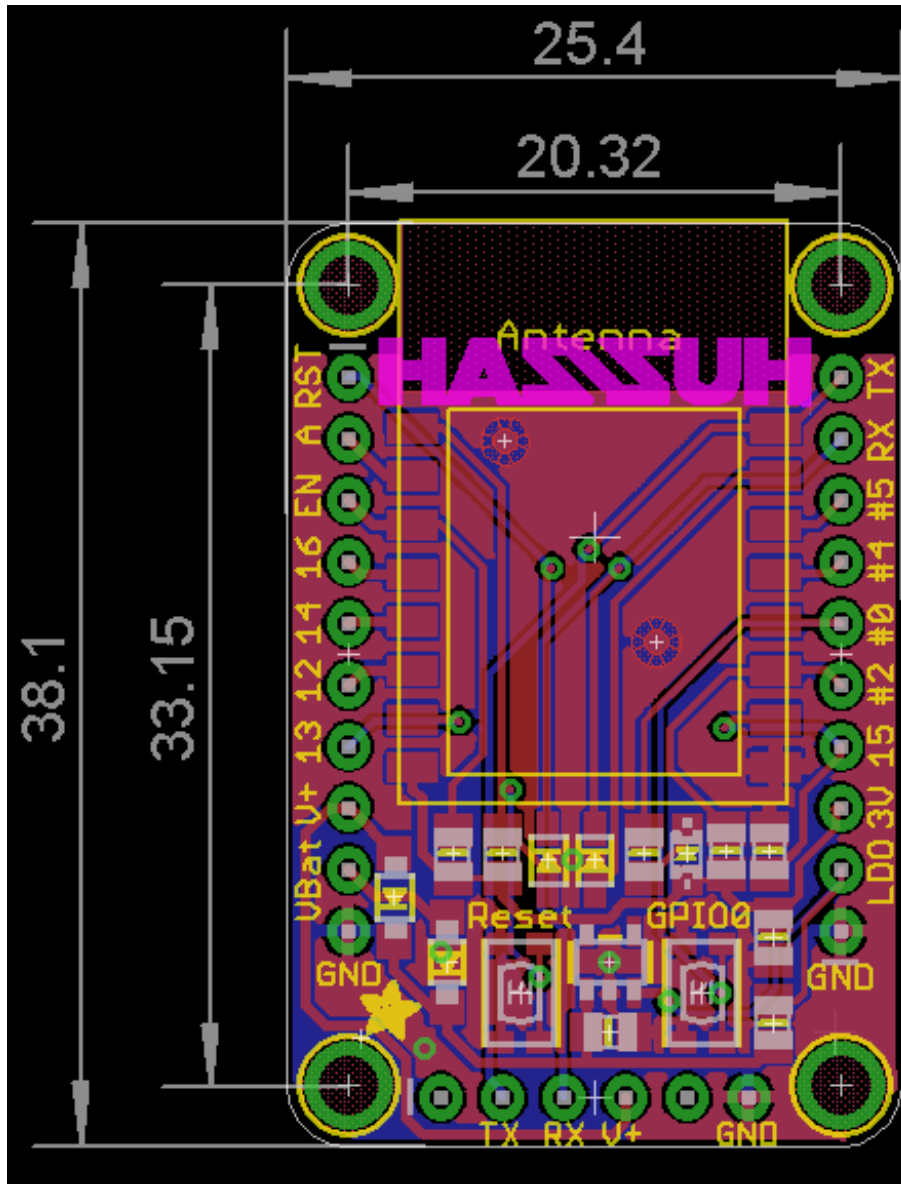 25.4
20.32
38.1
33.15
Antenna
HASSSUH
RST
A
EN
16
14
12
13
V+
VBat
GND
TX
RX
#5
#4
#0
#2
15
3V
LDO
GND
Reset
GPIO0
TX RX V+ GND